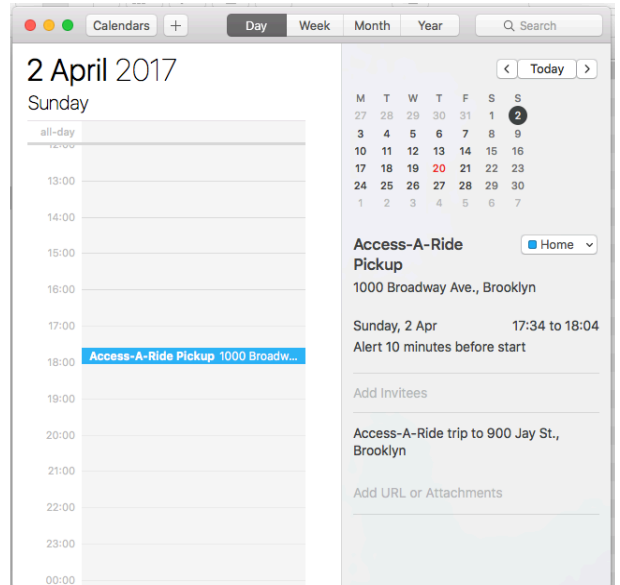 Calendars + Day Week Month Year Search
2 April 2017
Sunday
all-day
12:00
13:00
14:00
15:00
16:00
17:00
Access-A-Ride Pickup 1000 Broadw...
18:00
19:00
20:00
21:00
22:00
23:00
00:00
< Today >
M T W T F S S
27 28 29 30 31 1 2
3 4 5 6 7 8 9
10 11 12 13 14 15 16
17 18 19 20 21 22 23
24 25 26 27 28 29 30
1 2 3 4 5 6 7
Access-A-Ride Home
Pickup
1000 Broadway Ave., Brooklyn
Sunday, 2 Apr 17:34 to 18:04
Alert 10 minutes before start
Add Invitees
Access-A-Ride trip to 900 Jay St.,
Brooklyn
Add URL or Attachments